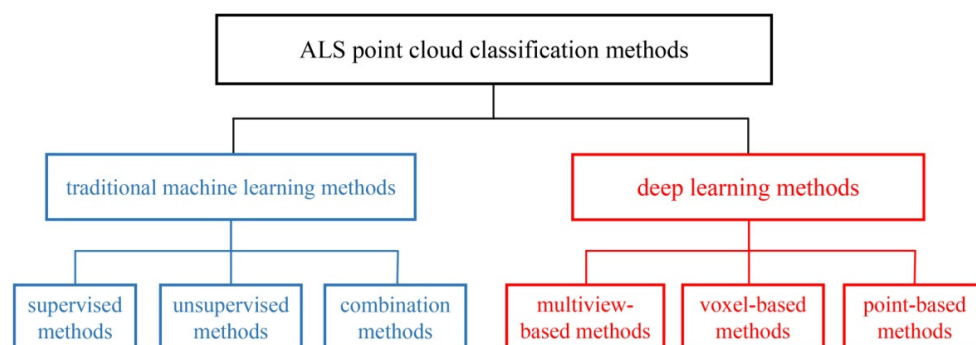 ALS point cloud classification methods
traditional machine learning methods
deep learning methods
supervised
methods
unsupervised
methods
combination
methods
multiview-
based methods
voxel-based
methods
point-based
methods